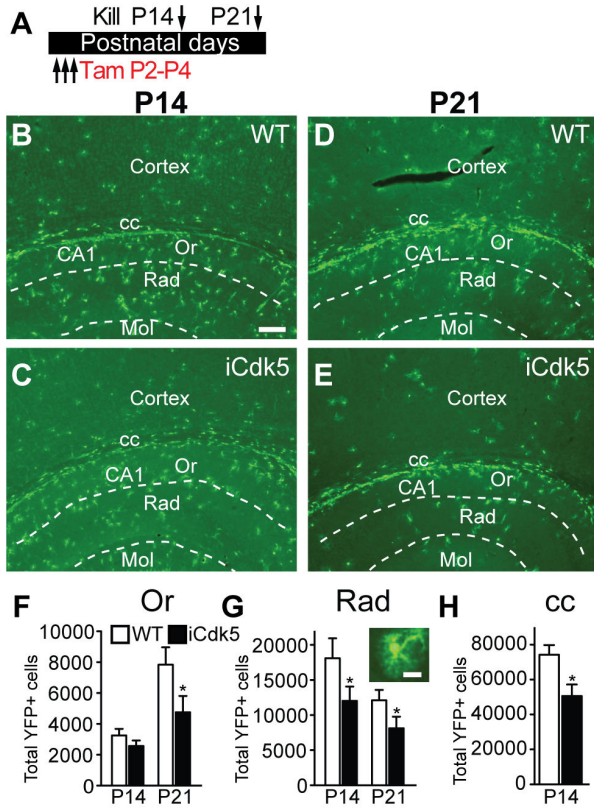 A
Kill P14 P21
Postnatal days
Tam P2-P4
P14 P21
B WT
Cortex
cc
Or
CA1
Rad
Mol
D WT
Cortex
cc
Or
CA1
Rad
Mol
C iCdk5
Cortex
cc
Or
CA1
Rad
Mol
E iCdk5
Cortex
cc
Or
CA1
Rad
Mol
F Or
WT iCdk5
Total YFP+ cells
10000
8000
6000
4000
2000
0
*
P14 P21
G Rad
Total YFP+ cells
20000
15000
10000
5000
0
* *
P14 P21
H cc
Total YFP+ cells
80000
60000
40000
20000
0
*
P14